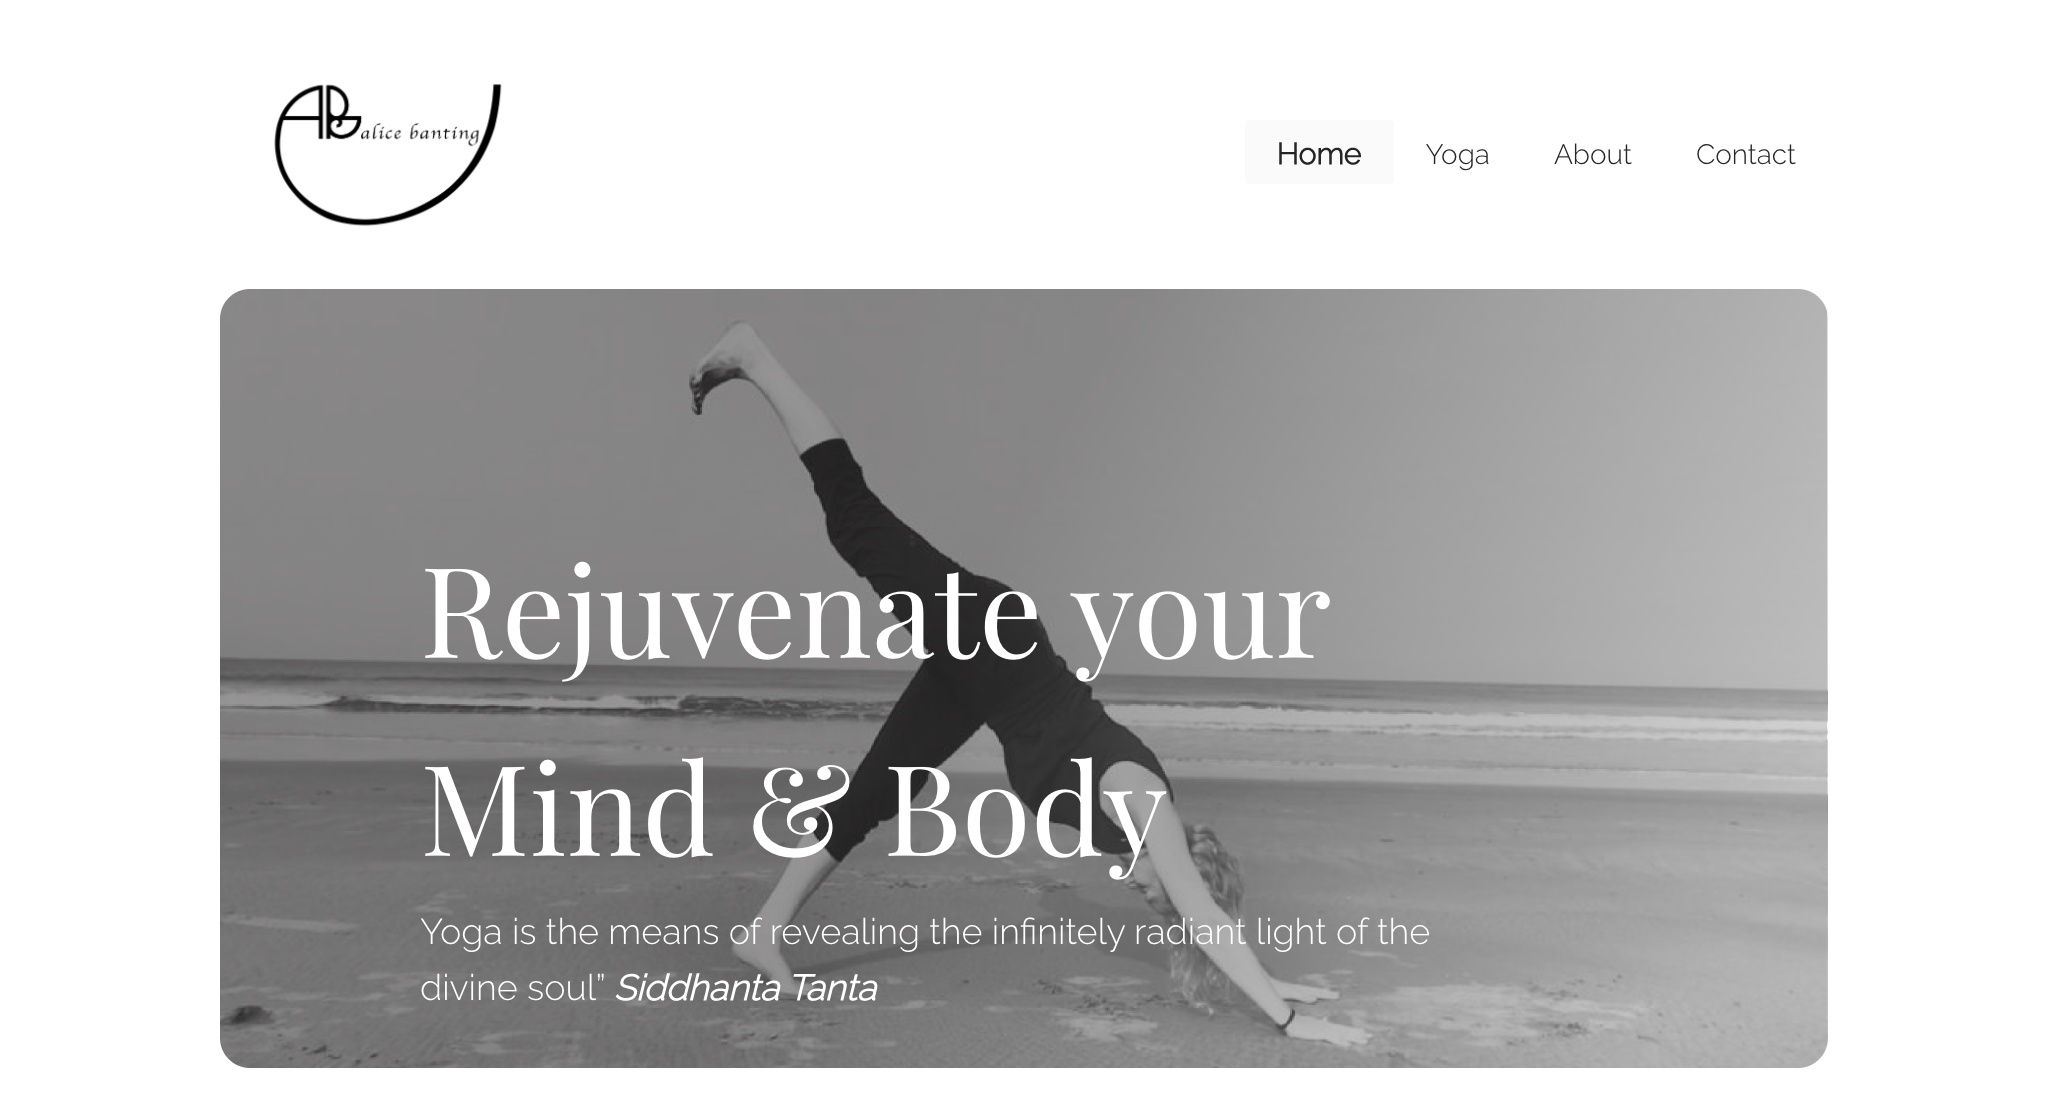 AB alice banting
Home Yoga About Contact
Rejuvenate your
Mind & Body
Yoga is the means of revealing the infinitely radiant light of the
divine soul” Siddhanta Tanta